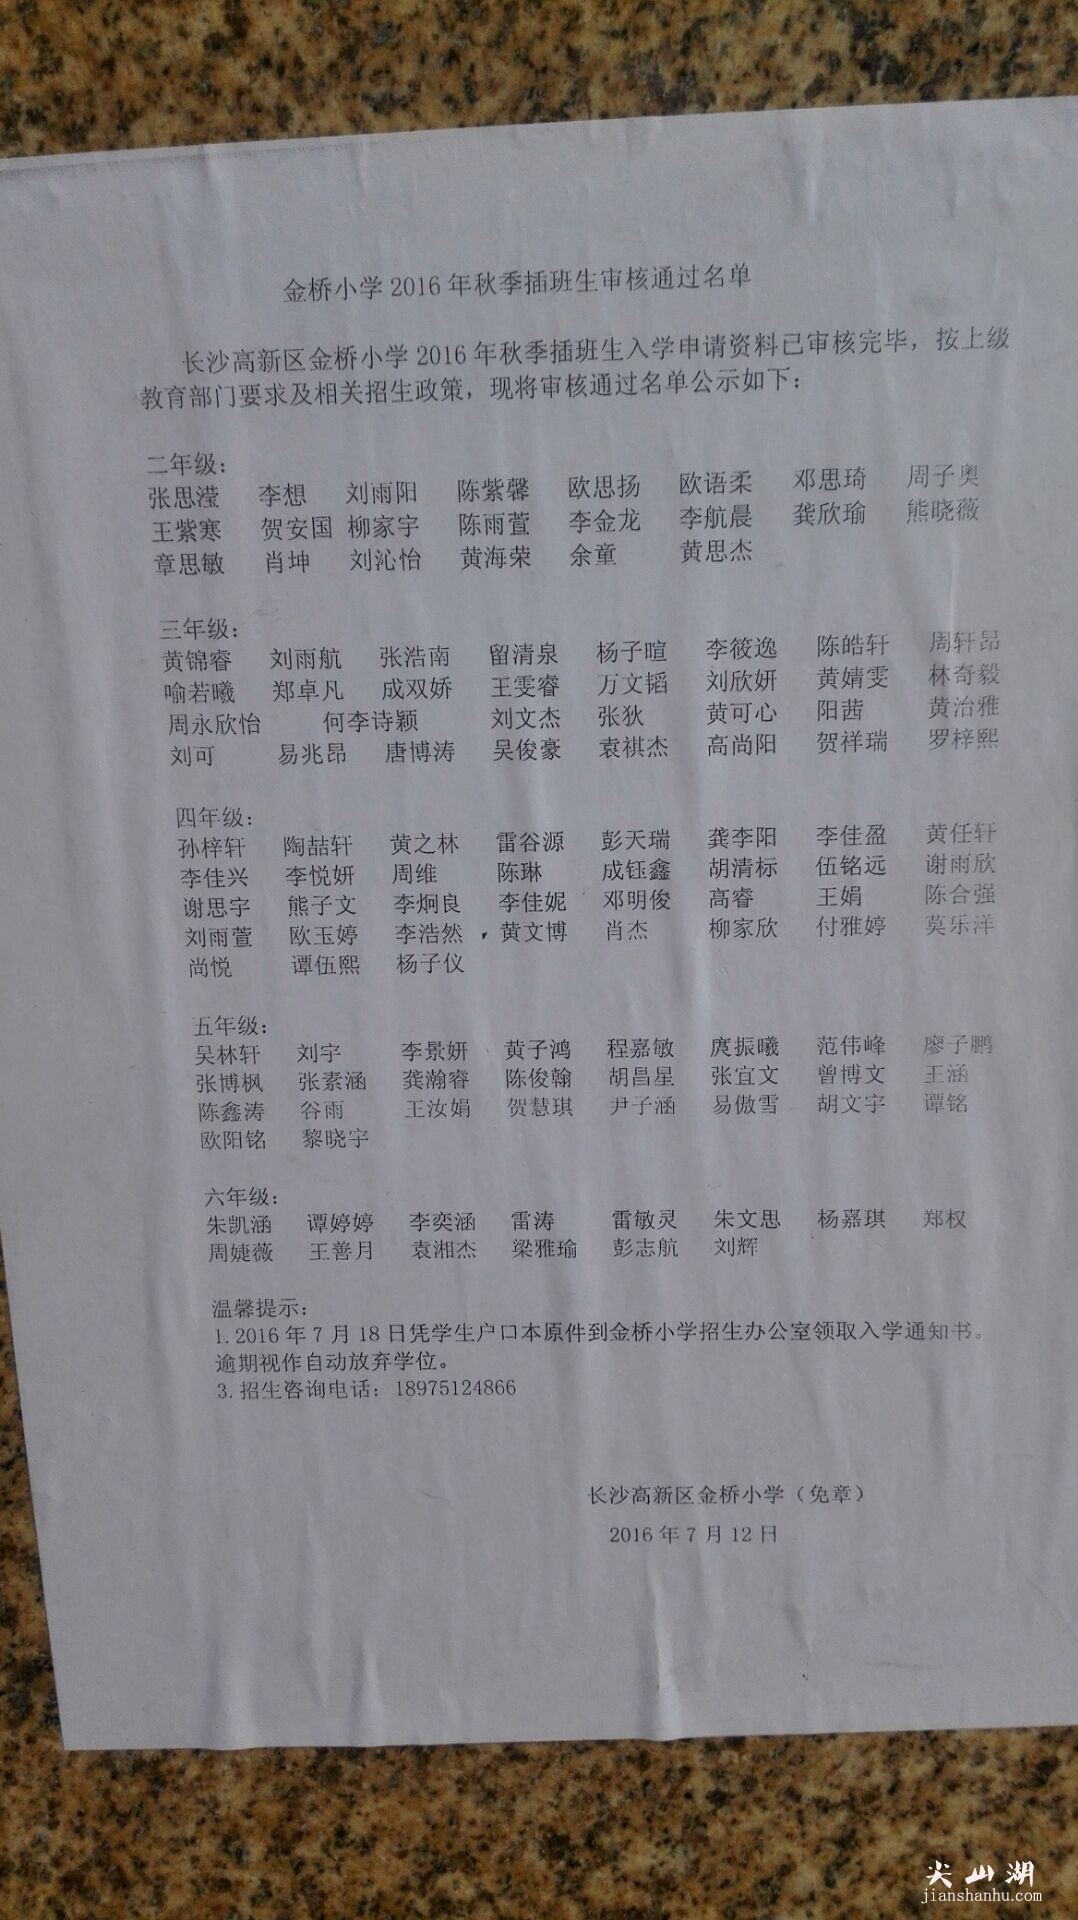 金桥小学 2016 年秋季插班生审核通过名单
长沙高新区金桥小学 2016 年秋季插班生入学申请资料已审核完毕，按上级
教育部门要求及相关招生政策，现将审核通过名单公示如下：
二年级：
张思滢 李想 刘雨阳 陈紫馨 欧思扬 欧语柔 邓思琦 周子奥
王紫寒 贺安国 柳家宇 陈雨萱 李金龙 李航晨 龚欣瑜 熊晓薇
章思敏 肖坤 刘沁怡 黄海荣 余童 黄思杰
三年级：
黄锦睿 刘雨航 张浩南 留清泉 杨子暄 李筱逸 陈皓轩 周轩昂
喻若曦 郑卓凡 成双娇 王雯睿 万文韬 刘欣妍 黄婧雯 林奇毅
周永欣怡 何李诗颖 刘文杰 张狄 黄可心 阳茜 黄治雅
刘可 易兆昂 唐博涛 吴俊豪 袁祺杰 高尚阳 贺祥瑞 罗梓熙
四年级：
孙梓轩 陶喆轩 黄之林 雷谷源 彭天瑞 龚李阳 李佳盈 黄任轩
李佳兴 李悦妍 周维 陈琳 成钰鑫 胡清标 伍铭远 谢雨欣
谢思宇 熊子文 李炯良 李佳妮 邓明俊 高睿 王娟 陈合强
刘雨萱 欧玉婷 李浩然 黄文博 肖杰 柳家欣 付雅婷 莫乐洋
尚悦 谭伍熙 杨子仪
五年级：
吴林轩 刘宇 李景妍 黄子鸿 程嘉敏 庹振曦 范伟峰 廖子鹏
张博枫 张素涵 龚瀚睿 陈俊翰 胡昌星 张宜文 曾博文 王涵
陈鑫涛 谷雨 王汝娟 贺慧琪 尹子涵 易傲雪 胡文宇 谭铭
欧阳铭 黎晓宇
六年级：
朱凯涵 谭婷婷 李奕涵 雷涛 雷敏灵 朱文思 杨嘉琪 郑权
周婕薇 王善月 袁湘杰 梁雅瑜 彭志航 刘辉
温馨提示：
1. 2016 年 7 月 18 日凭学生户口本原件到金桥小学招生办公室领取入学通知书。
逾期视作自动放弃学位。
3. 招生咨询电话：18975124866
长沙高新区金桥小学（免章）
2016 年 7 月 12 日
尖山湖
jianshanhu.com